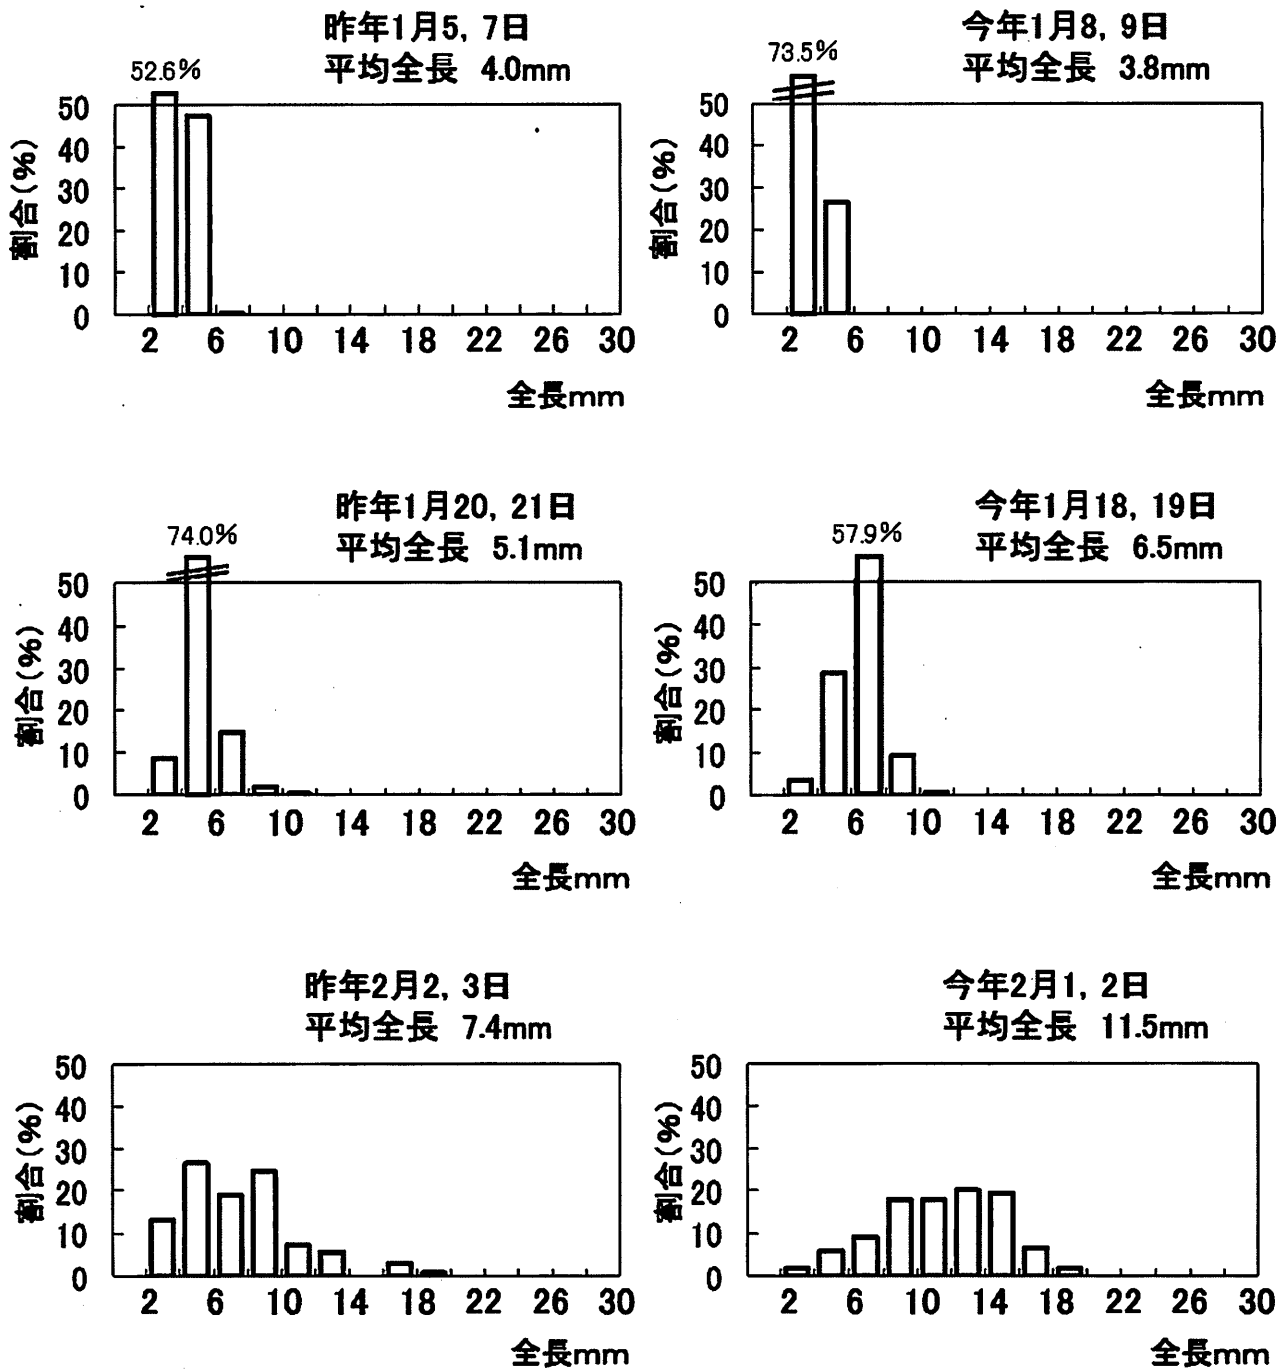 昨年1月5, 7日
平均全長 4.0mm
52.6%
50
40
30
20
10
0
割合(%)
2 6 10 14 18 22 26 30
全長mm
今年1月8, 9日
平均全長 3.8mm
73.5%
50
40
30
20
10
0
割合(%)
2 6 10 14 18 22 26 30
全長mm
昨年1月20, 21日
平均全長 5.1mm
74.0%
50
40
30
20
10
0
割合(%)
2 6 10 14 18 22 26 30
全長mm
今年1月18, 19日
平均全長 6.5mm
57.9%
50
40
30
20
10
0
割合(%)
2 6 10 14 18 22 26 30
全長mm
昨年2月2, 3日
平均全長 7.4mm
50
40
30
20
10
0
割合(%)
2 6 10 14 18 22 26 30
全長mm
今年2月1, 2日
平均全長 11.5mm
50
40
30
20
10
0
割合(%)
2 6 10 14 18 22 26 30
全長mm